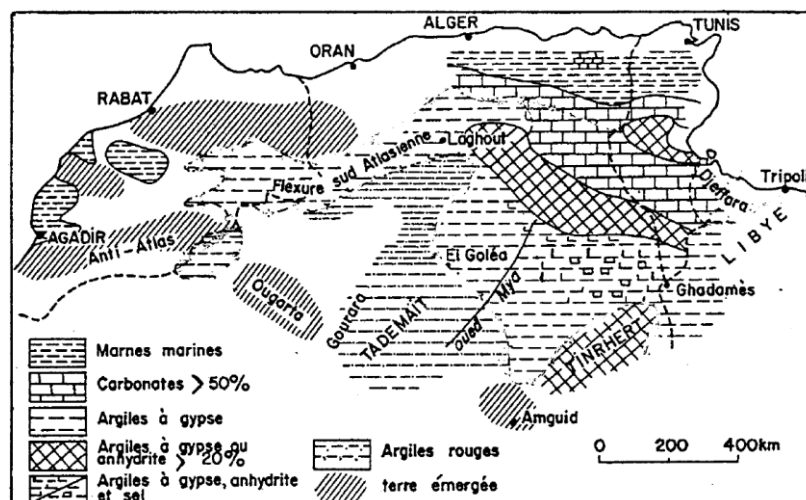 ALGER
TUNIS
ORAN
RABAT
Laghout
Flexure sud Atlasienne
Djeffara
Tripoli
LIBYE
AGADIR
Anti-Atlas
El Goléa
Ghadamès
Ougarta
Gourara
TADEMAIT
oued Mya
TINRHERT
Amguid
Marnes marines
Carbonates > 50%
Argiles à gypse
Argiles à gypse ou
anhydrite > 20%
Argiles à gypse, anhydrite
et sel
Argiles rouges
terre émergée
0 200 400km